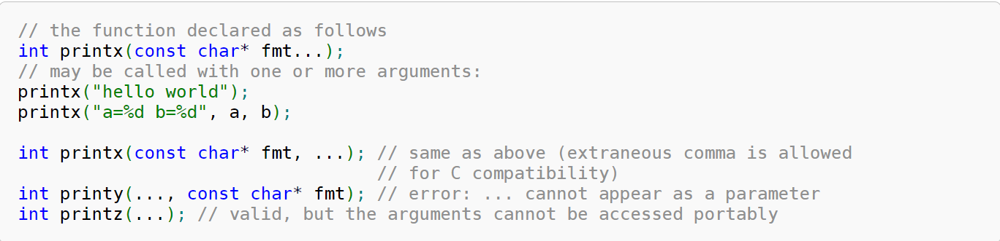 // the function declared as follows
int printx(const char* fmt...);
// may be called with one or more arguments:
printx("hello world");
printx("a=%d b=%d", a, b);
int printx(const char* fmt, ...); // same as above (extraneous comma is allowed
// for C compatibility)
int printy(..., const char* fmt); // error: ... cannot appear as a parameter
int printz(...); // valid, but the arguments cannot be accessed portably